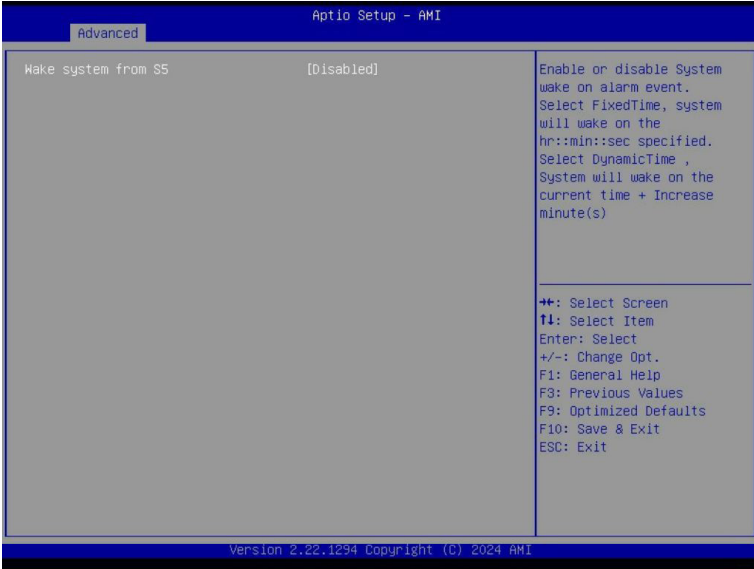 Aptio Setup - AMI
Advanced
Wake system from S5 [Disabled]
Enable or disable System
wake on alarm event.
Select FixedTime, system
will wake on the
hr::min::sec specified.
Select DynamicTime ,
System will wake on the
current time + Increase
minute(s)
→←: Select Screen
↑↓: Select Item
Enter: Select
+/-: Change Opt.
F1: General Help
F3: Previous Values
F9: Optimized Defaults
F10: Save & Exit
ESC: Exit
Version 2.22.1294 Copyright (C) 2024 AMI